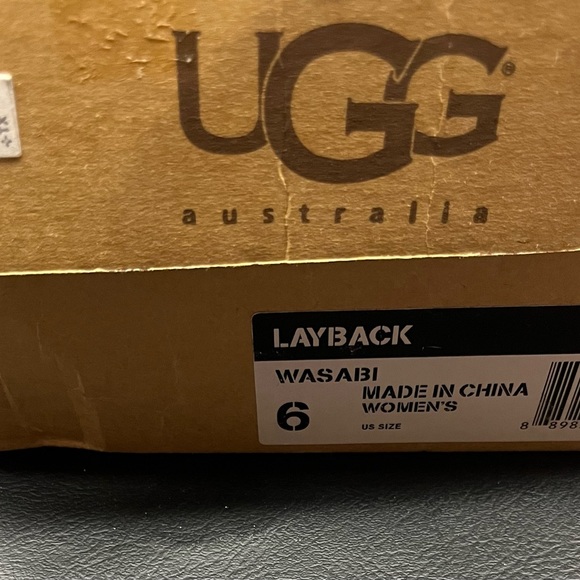 UGG®
australia
LAYBACK
WASABI
MADE IN CHINA
6 WOMEN'S
US SIZE
8 898